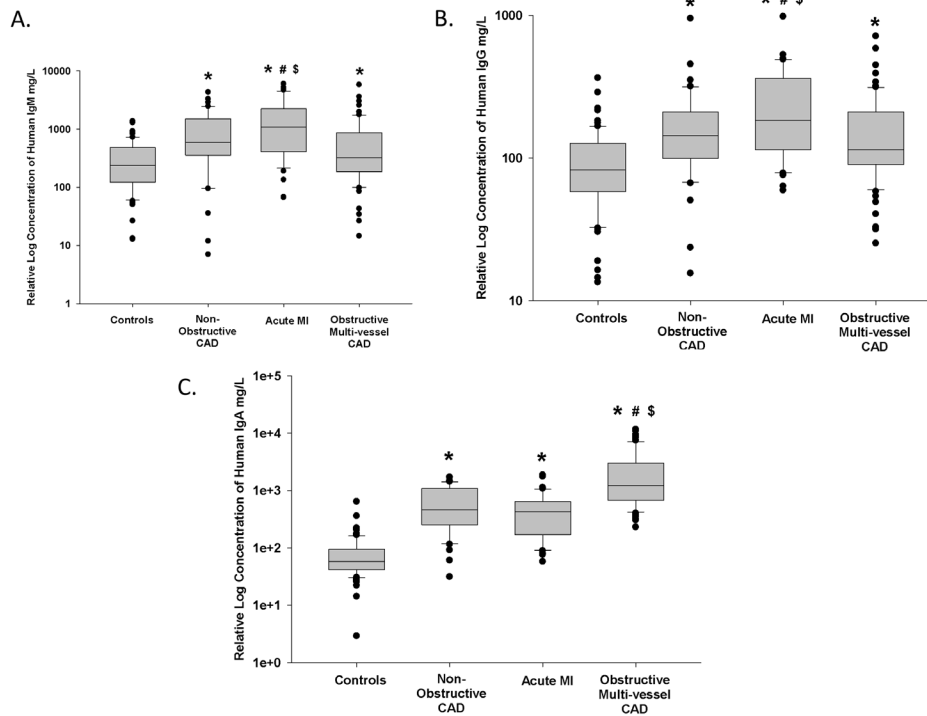 A.
Relative Log Concentration of Human IgM mg/L
10000
1000
100
10
1
*
* # $
*
Controls
Non-
Obstructive
CAD
Acute MI
Obstructive
Multi-vessel
CAD
B.
Relative Log Concentration of Human IgG mg/L
1000
100
10
*
* # $
*
Controls
Non-
Obstructive
CAD
Acute MI
Obstructive
Multi-vessel
CAD
C.
Relative Log Concentration of Human IgA mg/L
1e+5
1e+4
1e+3
1e+2
1e+1
1e+0
*
*
* # $
Controls
Non-
Obstructive
CAD
Acute MI
Obstructive
Multi-vessel
CAD